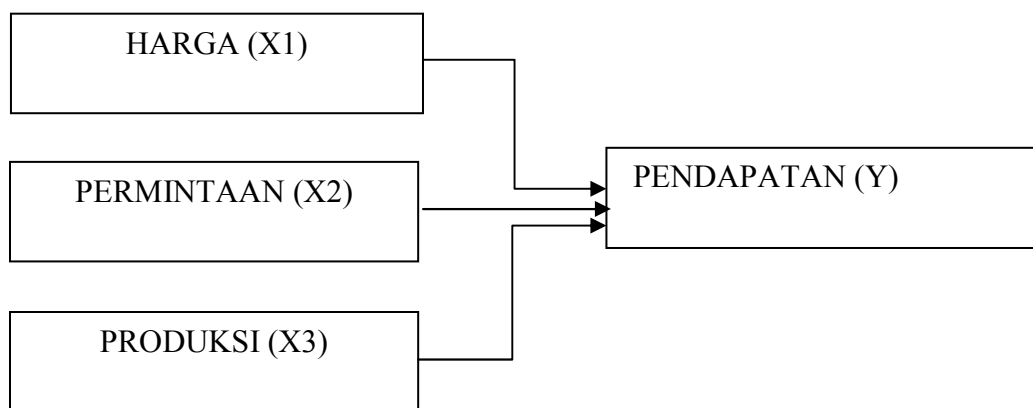 HARGA (X1)
PERMINTAAN (X2)
PENDAPATAN (Y)
PRODUKSI (X3)